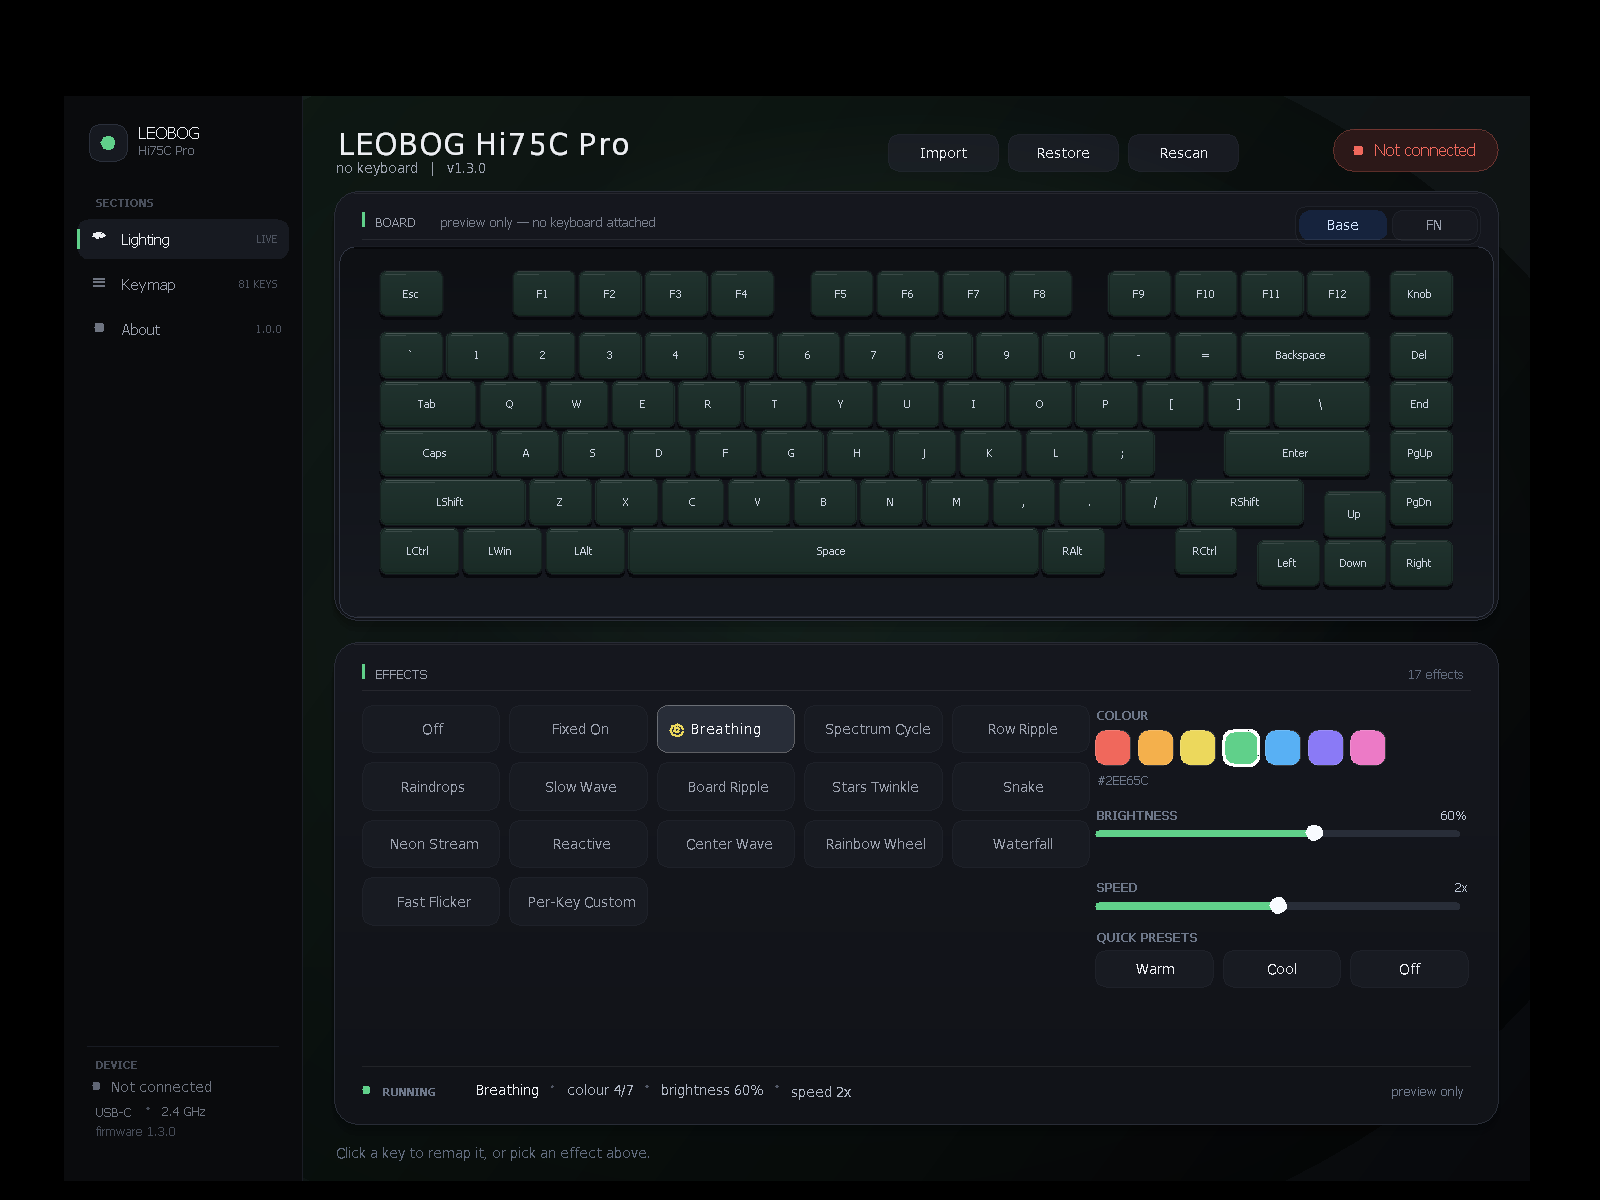 LEOBOG
Hi75C Pro
SECTIONS
Lighting LIVE
Keymap 81 KEYS
About 1.0.0
DEVICE
Not connected
USB-C • 2.4 GHz
firmware 1.3.0
LEOBOG Hi75C Pro
no keyboard | v1.3.0
Import Restore Rescan
Not connected
BOARD preview only — no keyboard attached
Base FN
Esc F1 F2 F3 F4 F5 F6 F7 F8 F9 F10 F11 F12 Knob
` 1 2 3 4 5 6 7 8 9 0 - = Backspace Del
Tab Q W E R T Y U I O P [ ] \ End
Caps A S D F G H J K L ; Enter PgUp
LShift Z X C V B N M , . / RShift Up PgDn
LCtrl LWin LAlt Space RAlt RCtrl Left Down Right
EFFECTS 17 effects
Off Fixed On Breathing Spectrum Cycle Row Ripple
Raindrops Slow Wave Board Ripple Stars Twinkle Snake
Neon Stream Reactive Center Wave Rainbow Wheel Waterfall
Fast Flicker Per-Key Custom
COLOUR
#2EE65C
BRIGHTNESS 60%
SPEED 2x
QUICK PRESETS
Warm Cool Off
RUNNING Breathing • colour 4/7 • brightness 60% • speed 2x preview only
Click a key to remap it, or pick an effect above.